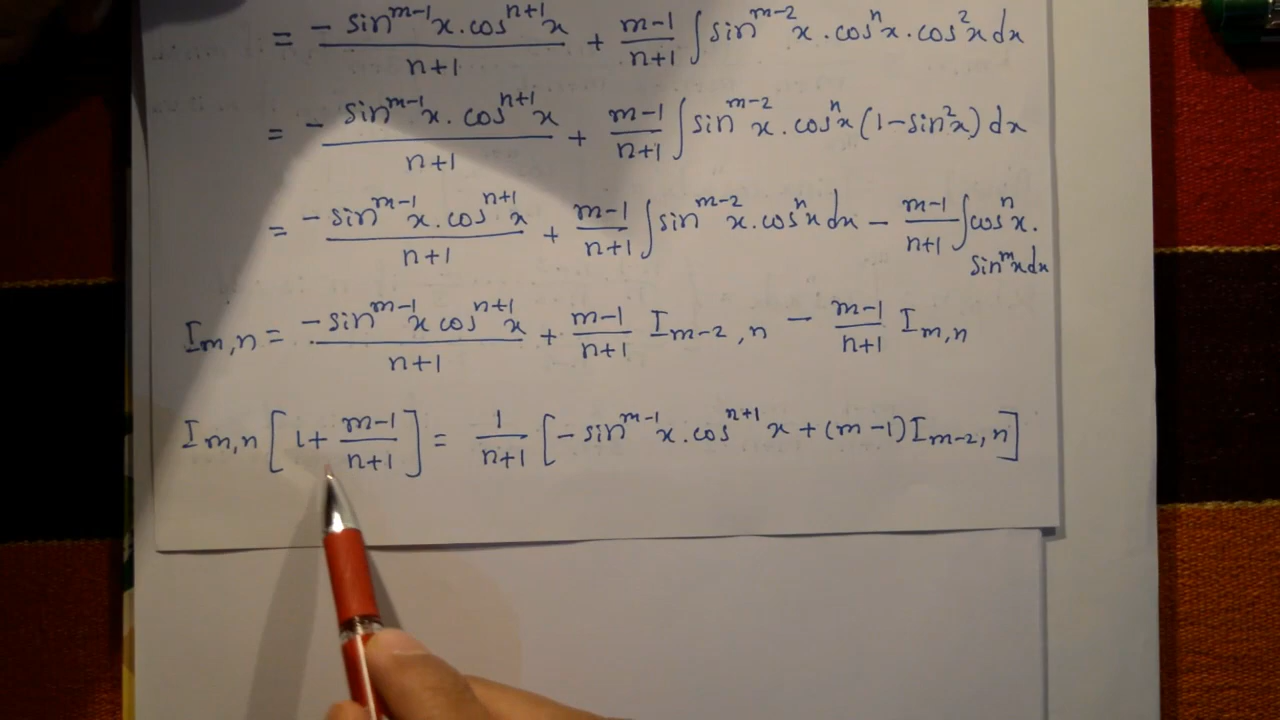 = -sin^{m-1}x.cos^{n+1}x / n+1 + m-1 / n+1 ∫sin^{m-2}x.cos^{n}x.cos^{2}x dx
= - sin^{m-1}x.cos^{n+1}x / n+1 + m-1 / n+1 ∫sin^{m-2}x.cos^{n}x(1-sin^{2}x) dx
= -sin^{m-1}x.cos^{n+1}x / n+1 + m-1 / n+1 ∫sin^{m-2}x.cos^{n}x dx - m-1 / n+1 ∫cos^{n}x.
sin^{m}x dx
I_{m,n} = -sin^{m-1}x cos^{n+1}x / n+1 + m-1 / n+1 I_{m-2,n} - m-1 / n+1 I_{m,n}
I_{m,n} [1+ m-1 / n+1] = 1 / n+1 [-sin^{m-1}x.cos^{n+1}x+(m-1)I_{m-2,n}]